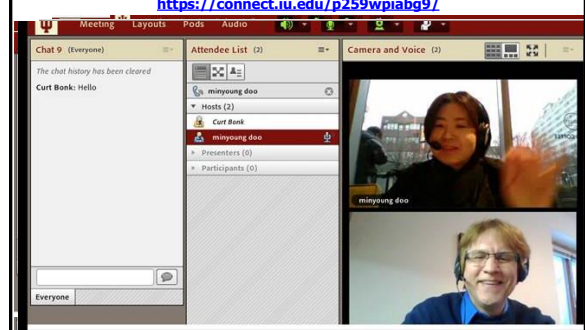 https://connect.iu.edu/p259wpiabg9/
Meeting Layouts Pods Audio
Chat 9 (Everyone)
The chat history has been cleared
Curt Bonk: Hello
Everyone
Attendee List (2)
minyoung doo
Hosts (2)
Curt Bonk
minyoung doo
Presenters (0)
Participants (0)
Camera and Voice (2)
minyoung doo